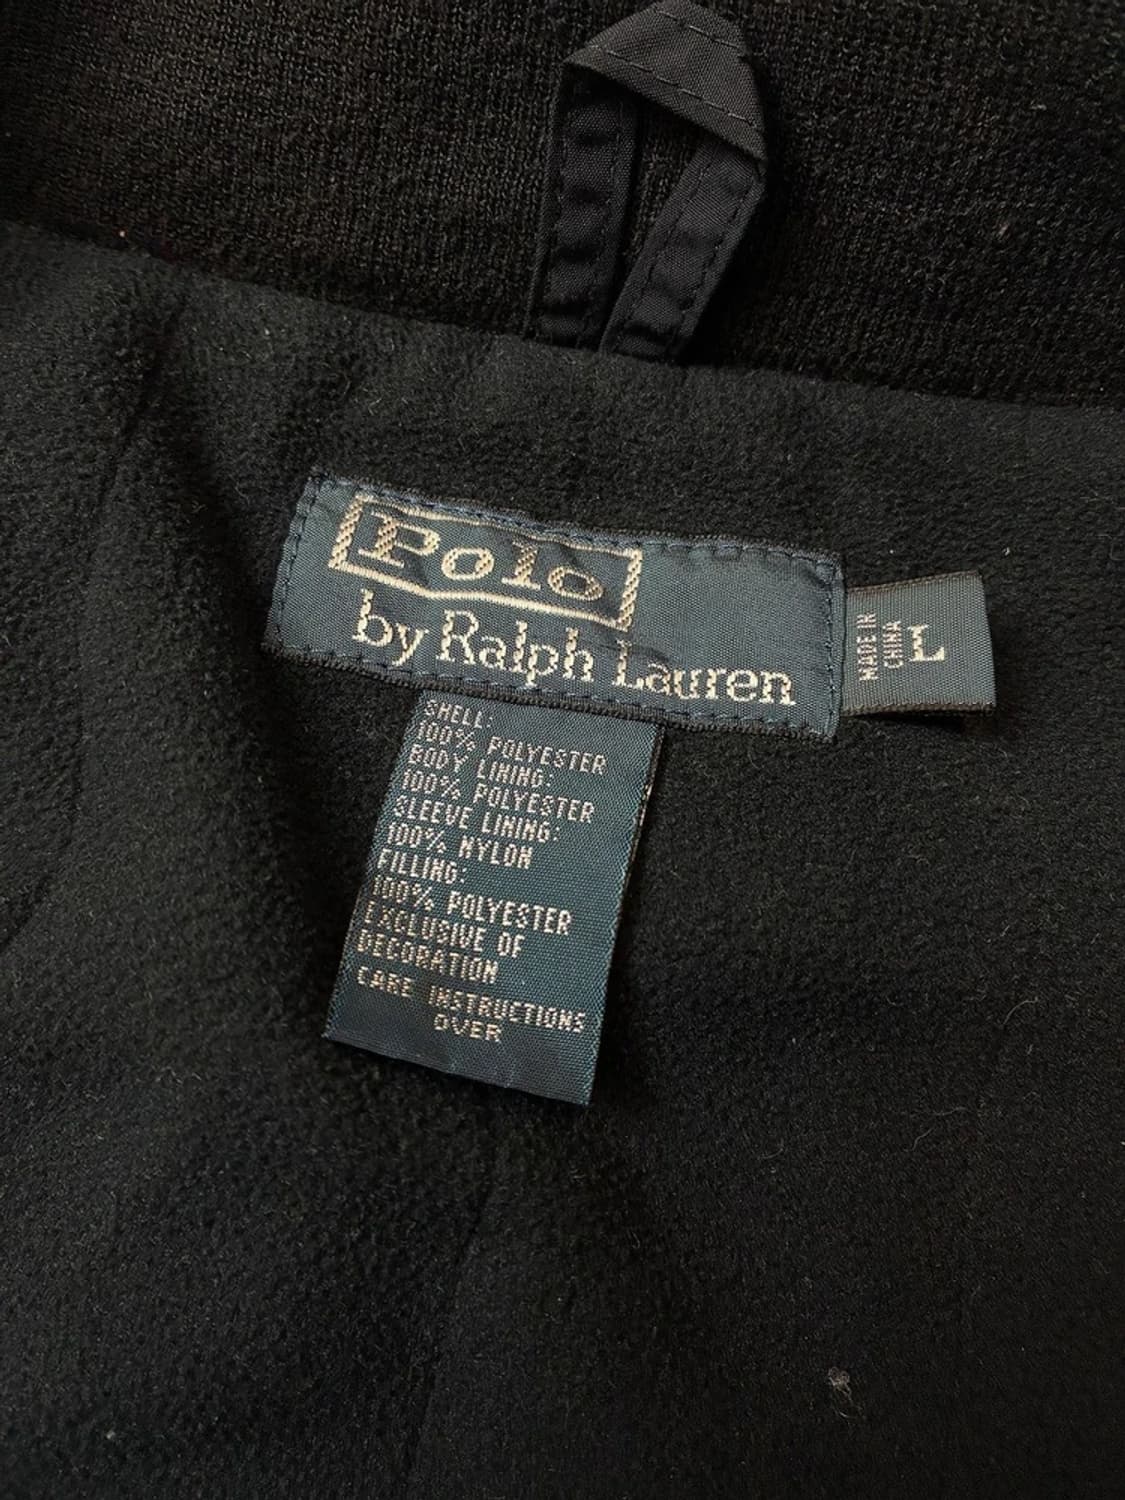 Polo
by Ralph Lauren
MADE IN
CHINA
L
SHELL:
100% POLYESTER
BODY LINING:
100% POLYESTER
SLEEVE LINING:
100% NYLON
FILLING:
100% POLYESTER
EXCLUSIVE OF
DECORATION
CARE INSTRUCTIONS
OVER